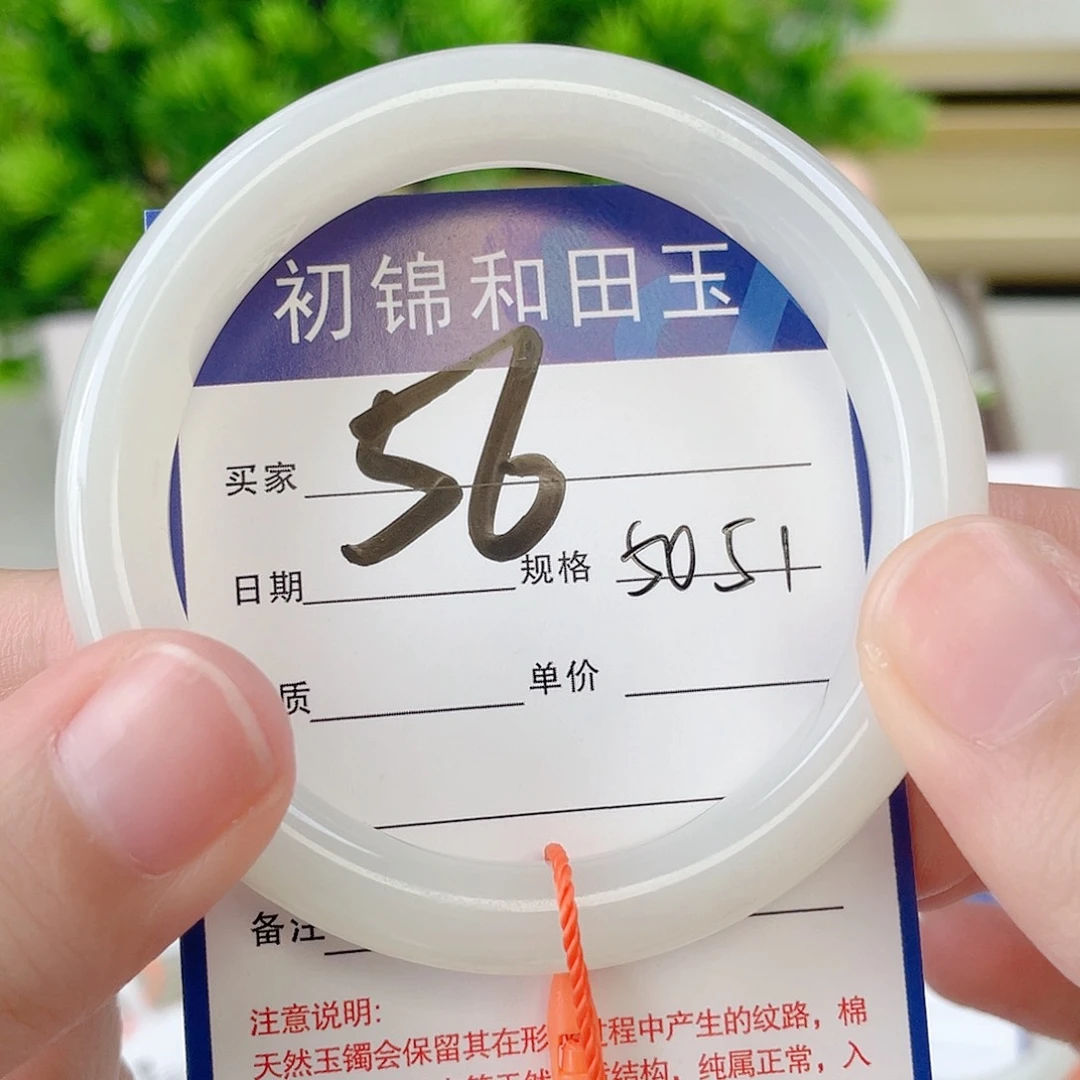 初锦和田玉
56
买家
日期 规格 5051
质 单价
备注
注意说明:
天然玉镯会保留其在形 过程中产生的纹路，棉
结构，纯属正常，入